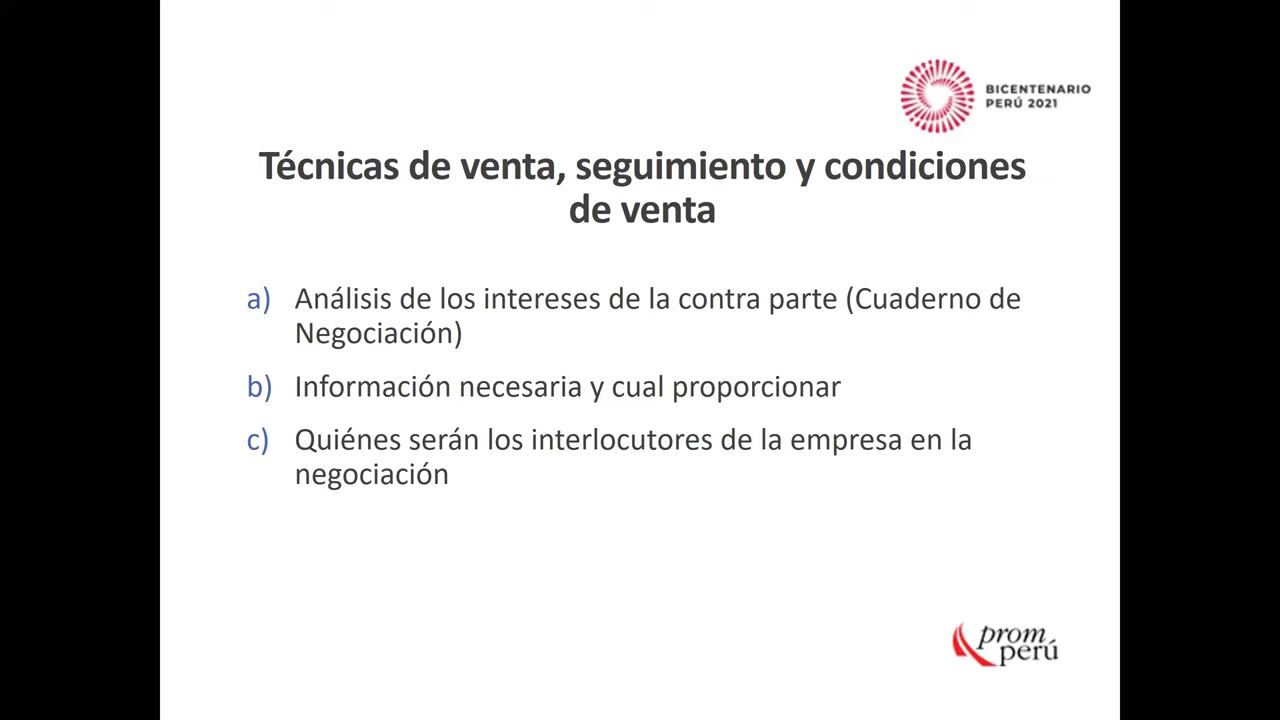 BICENTENARIO
PERÚ 2021
Técnicas de venta, seguimiento y condiciones
de venta
a) Análisis de los intereses de la contra parte (Cuaderno de
Negociación)
b) Información necesaria y cual proporcionar
c) Quiénes serán los interlocutores de la empresa en la
negociación
prom
perú